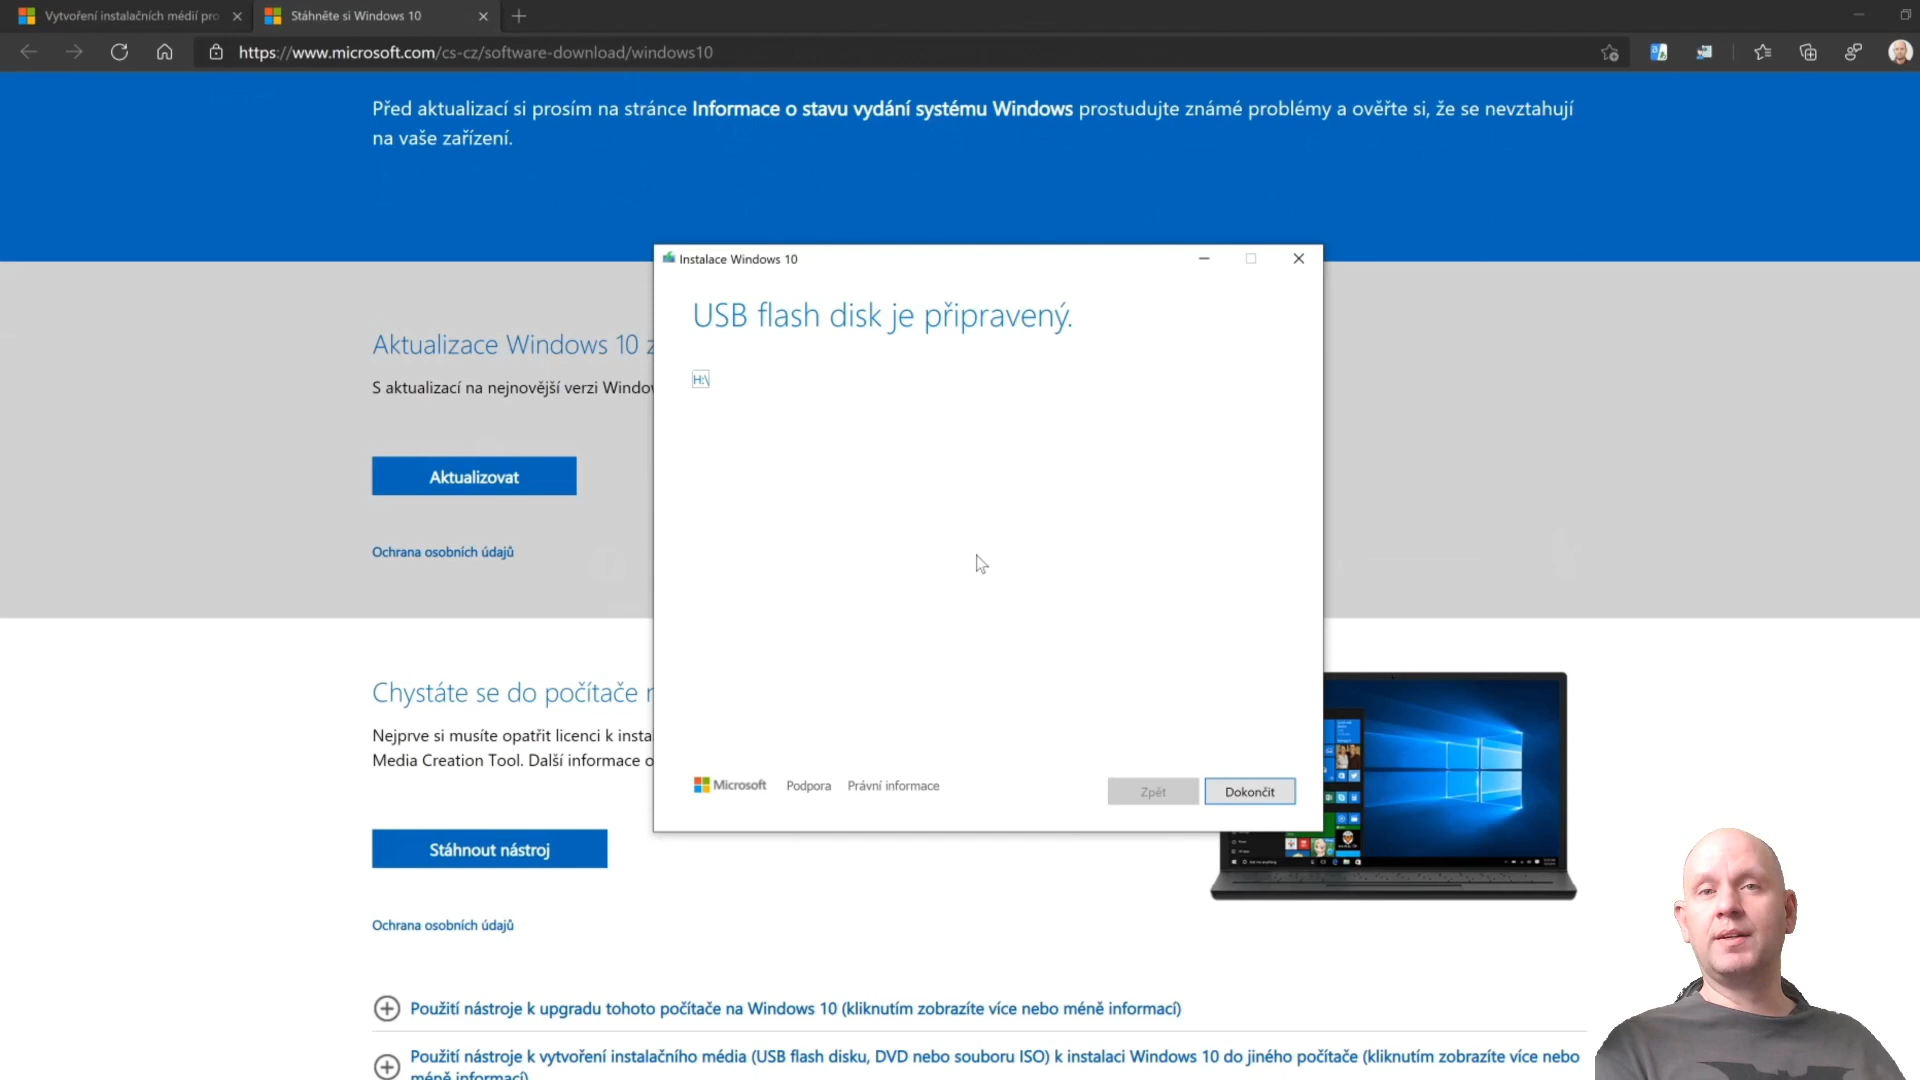 Vytvoření instalačních médií pro
Stáhněte si Windows 10
https://www.microsoft.com/cs-cz/software-download/windows10
Před aktualizací si prosím na stránce Informace o stavu vydání systému Windows prostudujte známé problémy a ověřte si, že se nevztahují
na vaše zařízení.
Instalace Windows 10
USB flash disk je připravený.
H:\
Aktualizace Windows 10 z
S aktualizací na nejnovější verzi Windo
Aktualizovat
Ochrana osobních údajů
Chystáte se do počítače
Nejprve si musíte opatřit licenci k insta
Media Creation Tool. Další informace o
Microsoft
Podpora
Právní informace
Zpět
Dokončit
Stáhnout nástroj
Ochrana osobních údajů
Použití nástroje k upgradu tohoto počítače na Windows 10 (kliknutím zobrazíte více nebo méně informací)
Použití nástroje k vytvoření instalačního média (USB flash disku, DVD nebo souboru ISO) k instalaci Windows 10 do jiného počítače (kliknutím zobrazíte více nebo
méně informací)